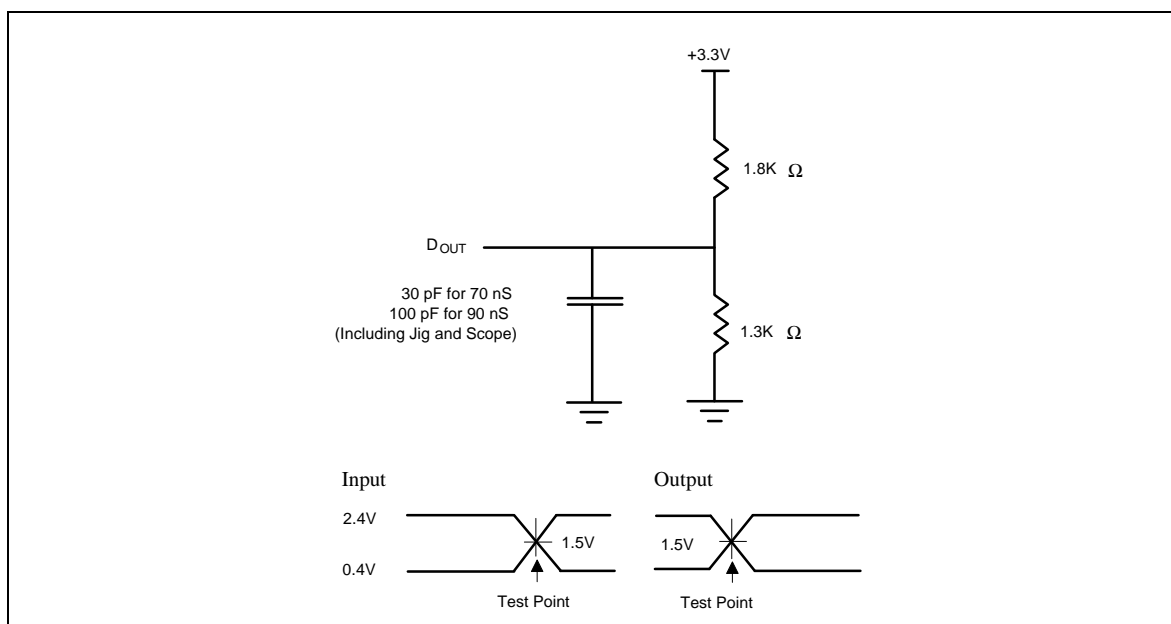 +3.3V
1.8K Ω
D OUT
30 pF for 70 nS
100 pF for 90 nS
(Including Jig and Scope)
1.3K Ω
Input
Output
2.4V
1.5V
1.5V
0.4V
Test Point
Test Point